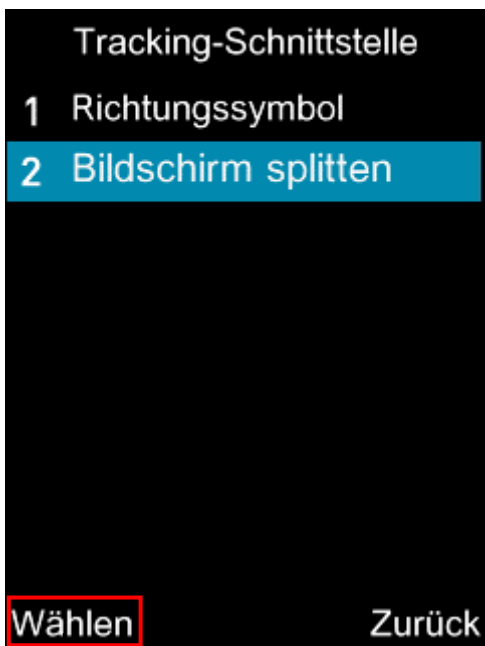 Tracking-Schnittstelle
1 Richtungssymbol
2 Bildschirm splitten
Wählen Zurück